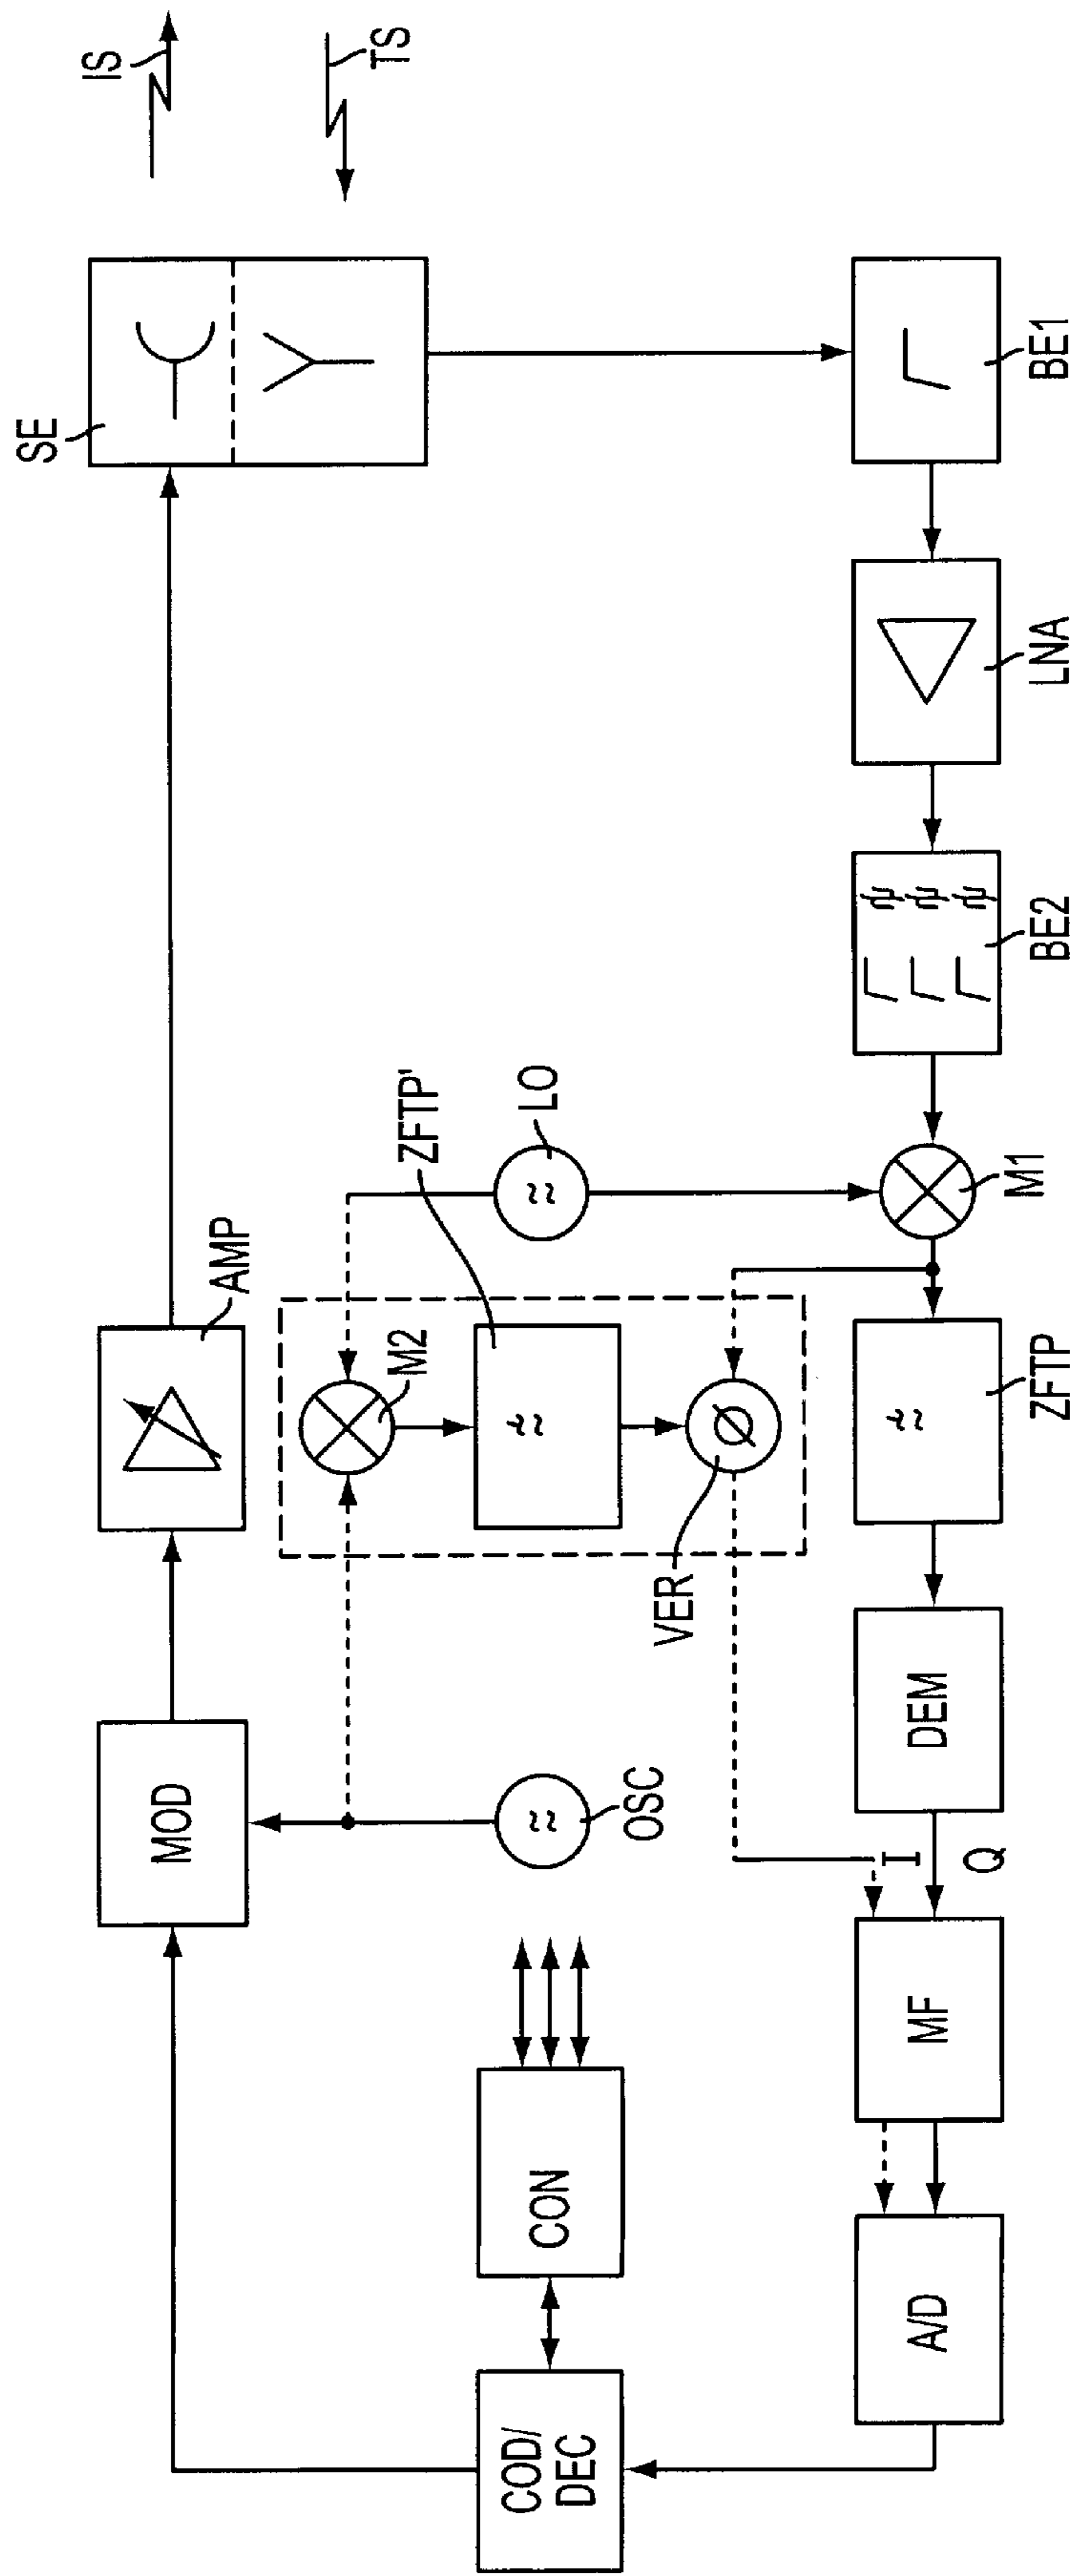 IS
TS
SE
AMP
MOD
M2
ZFTP'
LO
VER
OSC
CON
COD/
DEC
BE1
LNA
BE2
M1
ZFTP
DEM
I
Q
MF
A/D